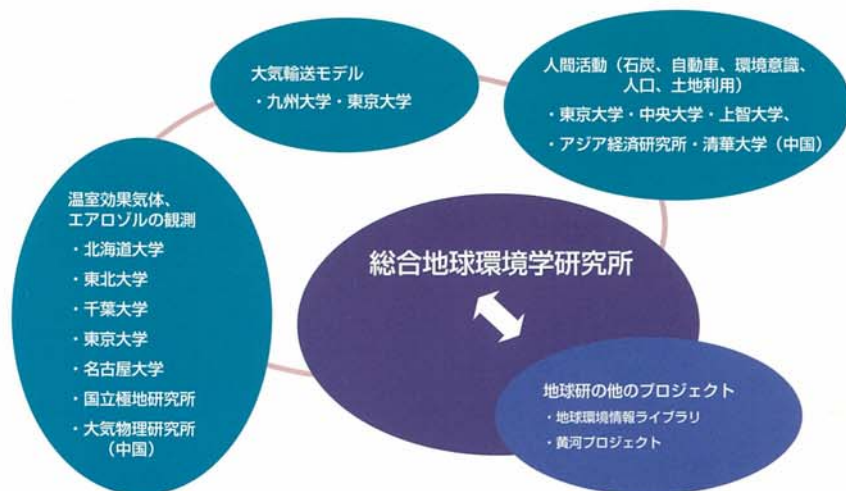 大気輸送モデル
・九州大学・東京大学
人間活動（石炭、自動車、環境意識、
人口、土地利用）
・東京大学・中央大学・上智大学、
・アジア経済研究所・清華大学（中国）
温室効果気体、
エアロゾルの観測
・北海道大学
・東北大学
・千葉大学
・東京大学
・名古屋大学
・国立極地研究所
・大気物理研究所
（中国）
総合地球環境学研究所
地球研の他のプロジェクト
・地球環境情報ライブラリ
・黄河プロジェクト